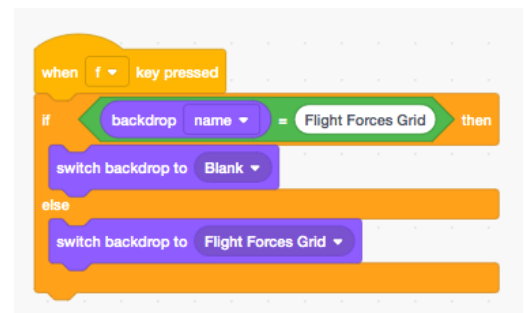 when f key pressed
if backdrop name = Flight Forces Grid then
switch backdrop to Blank
else
switch backdrop to Flight Forces Grid